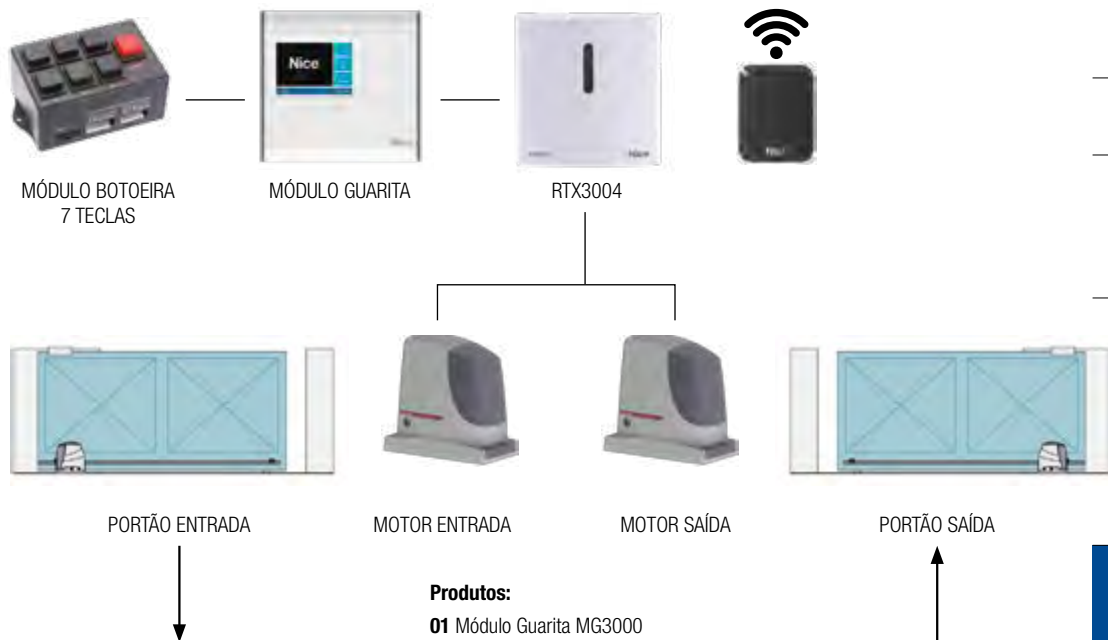 Nice
Nice
MÓDULO BOTOEIRA
7 TECLAS
MÓDULO GUARITA
RTX3004
PORTÃO ENTRADA
MOTOR ENTRADA
MOTOR SAÍDA
PORTÃO SAÍDA
Produtos:
01 Módulo Guarita MG3000